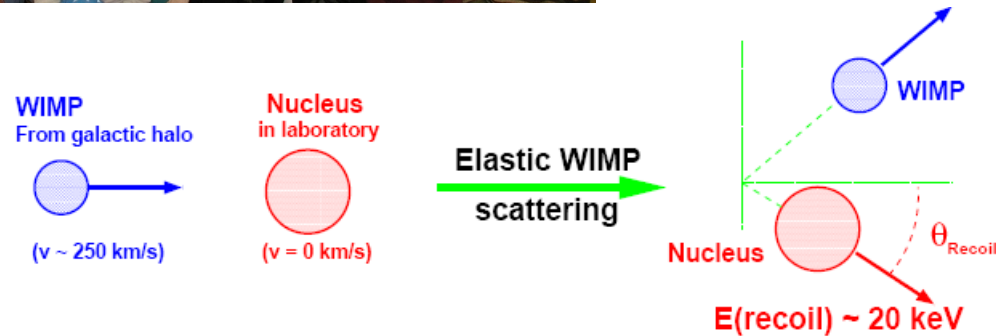 WIMP
From galactic halo
(v ~ 250 km/s)
Nucleus
in laboratory
(v = 0 km/s)
Elastic WIMP
scattering
WIMP
Nucleus
θRecoil
E(recoil) ~ 20 keV